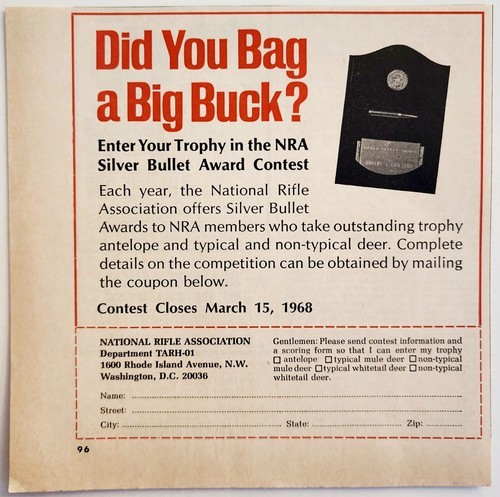 Did You Bag
a Big Buck?
Enter Your Trophy in the NRA
Silver Bullet Award Contest
Each year, the National Rifle
Association offers Silver Bullet
Awards to NRA members who take outstanding trophy
antelope and typical and non-typical deer. Complete
details on the competition can be obtained by mailing
the coupon below.
Contest Closes March 15, 1968
NATIONAL RIFLE ASSOCIATION
Department TARH-01
1600 Rhode Island Avenue, N.W.
Washington, D.C. 20036
Gentlemen: Please send contest information and
a scoring form so that I can enter my trophy
☐ antelope ☐ typical mule deer ☐ non-typical
mule deer ☐ typical whitetail deer ☐ non-typical
whitetail deer.
Name:
Street:
City: State: Zip:
96